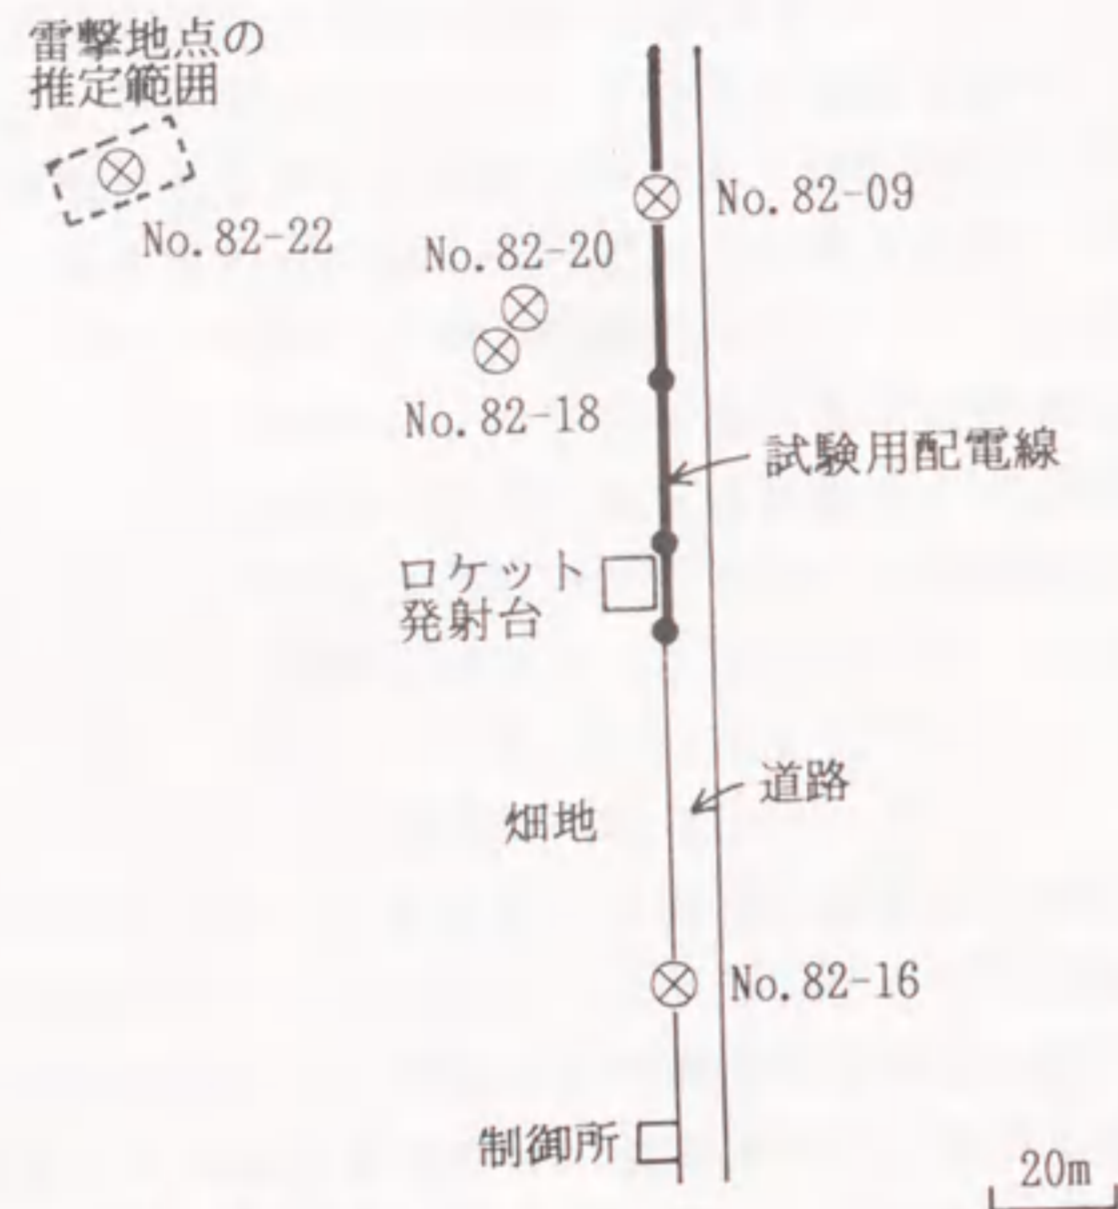 雷撃地点の
推定範囲
No.82-09
No.82-22
No.82-20
No.82-18
試験用配電線
ロケット
発射台
道路
畑地
No.82-16
制御所
20m